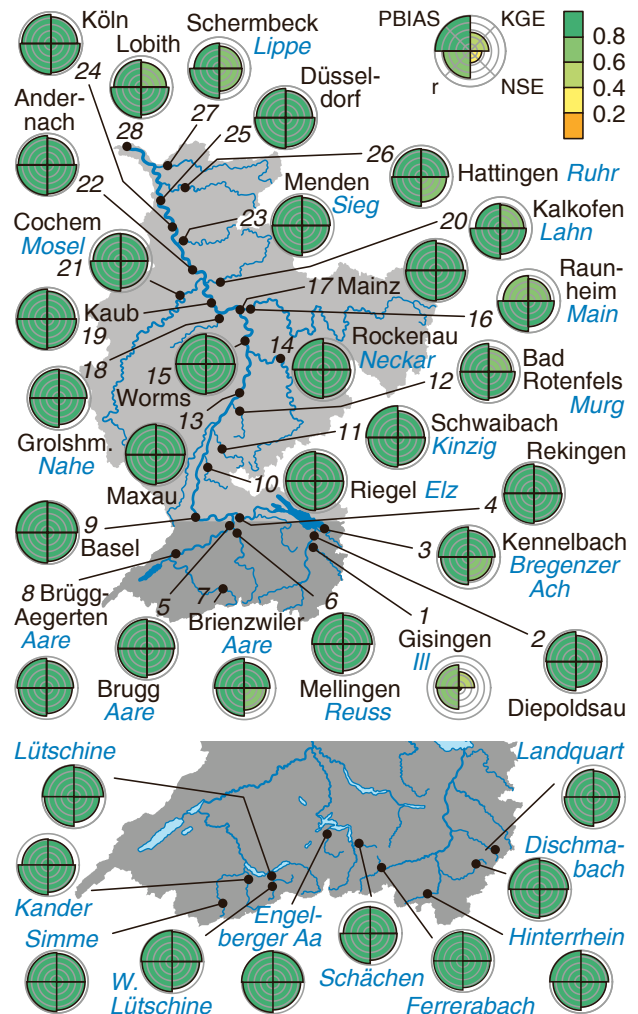 Köln
Schermbeck
Lippe
PBIAS
KGE
r
NSE
0.8
0.6
0.4
0.2
Lobith
24
Düssel-
dorf
Ander-
nach
28
27
25
26
Hattingen Ruhr
22
Menden
Sieg
23
20
Kalkofen
Lahn
Cochem
Mosel
21
17 Mainz
Raun-
heim
Main
16
Kaub
19
18
15
Worms
14
Rockenau
Neckar
12
Bad
Rotenfels
Murg
13
Grolshm.
Nahe
11
Schwaibach
Kinzig
Maxau
10
Riegel Elz
Rekingen
4
9
Basel
3
Kennelbach
Bregenzer
Ach
8 Brügg-
Aegerten
Aare
5
7
6
Brienzwiler
Aare
1
Gisingen
Ill
2
Brugg
Aare
Mellingen
Reuss
Diepoldsau
Lütschine
Landquart
Dischma-
bach
Kander
Simme
Engel-
berger Aa
Hinterrhein
W.
Lütschine
Schächen
Ferrerabach